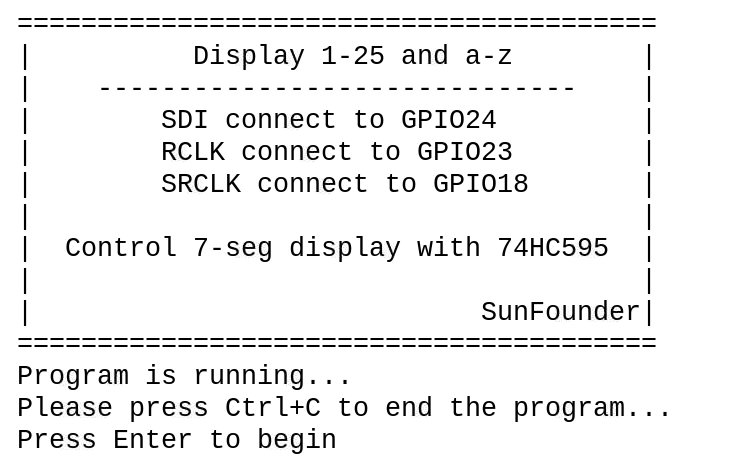 ========================================
|          Display 1-25 and a-z        |
|    ------------------------------    |
|        SDI connect to GPIO24         |
|        RCLK connect to GPIO23        |
|        SRCLK connect to GPIO18       |
|                                      |
|  Control 7-seg display with 74HC595  |
|                                      |
|                            SunFounder|
========================================
Program is running...
Please press Ctrl+C to end the program...
Press Enter to begin